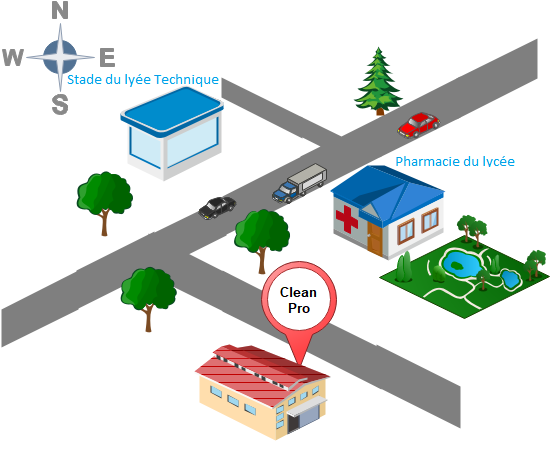 N
W E
S
Stade du lyée Technique
Pharmacie du lycée
Clean
Pro